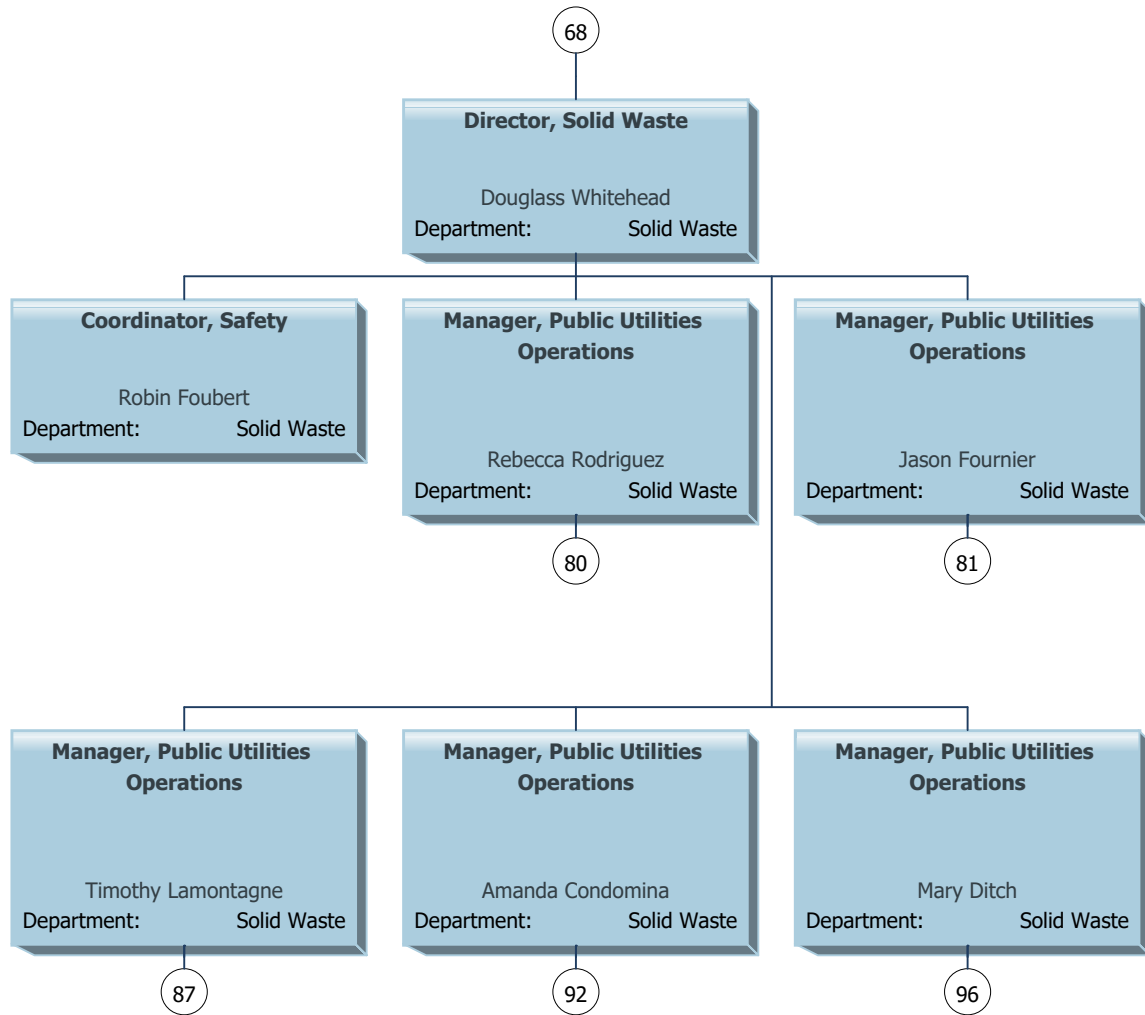 68
Director, Solid Waste
Douglass Whitehead
Department: Solid Waste
Coordinator, Safety
Robin Foubert
Department: Solid Waste
Manager, Public Utilities
Operations
Rebecca Rodriguez
Department: Solid Waste
80
Manager, Public Utilities
Operations
Jason Fournier
Department: Solid Waste
81
Manager, Public Utilities
Operations
Timothy Lamontagne
Department: Solid Waste
87
Manager, Public Utilities
Operations
Amanda Condomina
Department: Solid Waste
92
Manager, Public Utilities
Operations
Mary Ditch
Department: Solid Waste
96